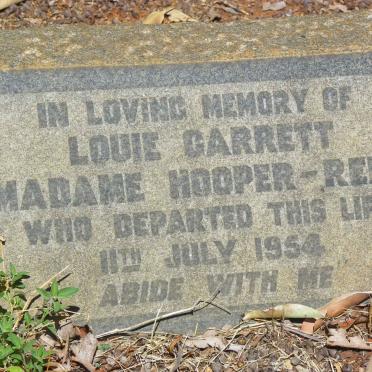 IN LOVING MEMORY OF
LOUIE GARRETT
MADAME HOOPER-
WHO DEPARTED THIS
11TH JULY 1954
ABIDE WITH ME